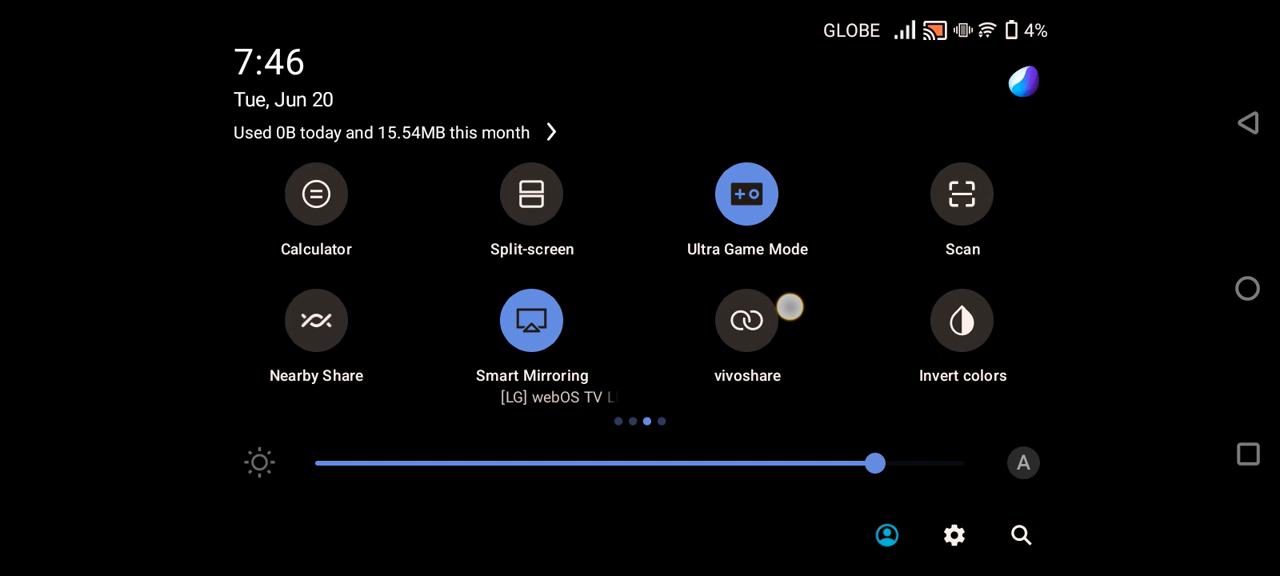 GLOBE 4%
7:46
Tue, Jun 20
Used 0B today and 15.54MB this month
Calculator Split-screen Ultra Game Mode Scan
Nearby Share Smart Mirroring vivoshare Invert colors
[LG] webOS TV
A